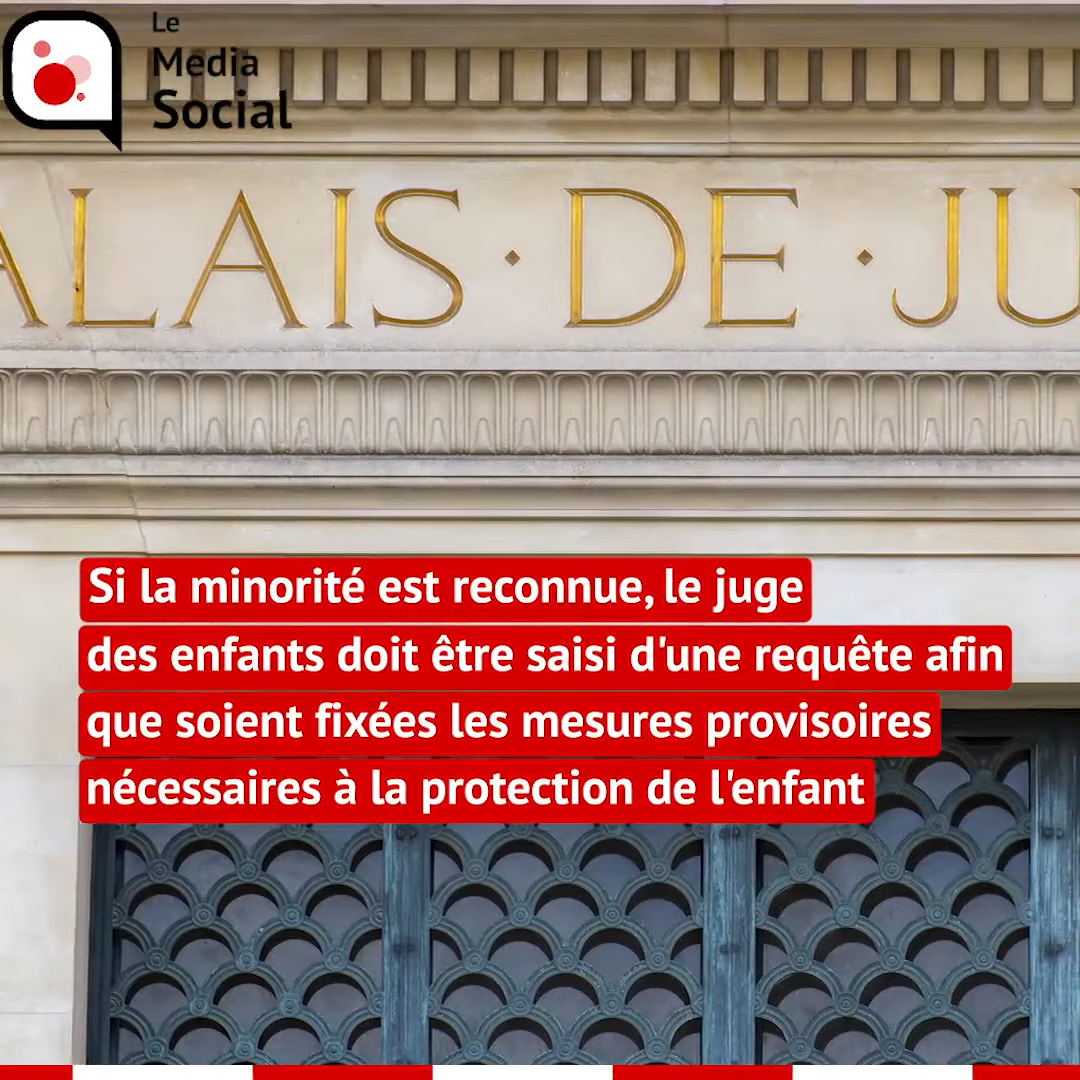 Le
Media
Social
ALAIS·DE·JU
Si la minorité est reconnue, le juge
des enfants doit être saisi d'une requête afin
que soient fixées les mesures provisoires
nécessaires à la protection de l'enfant